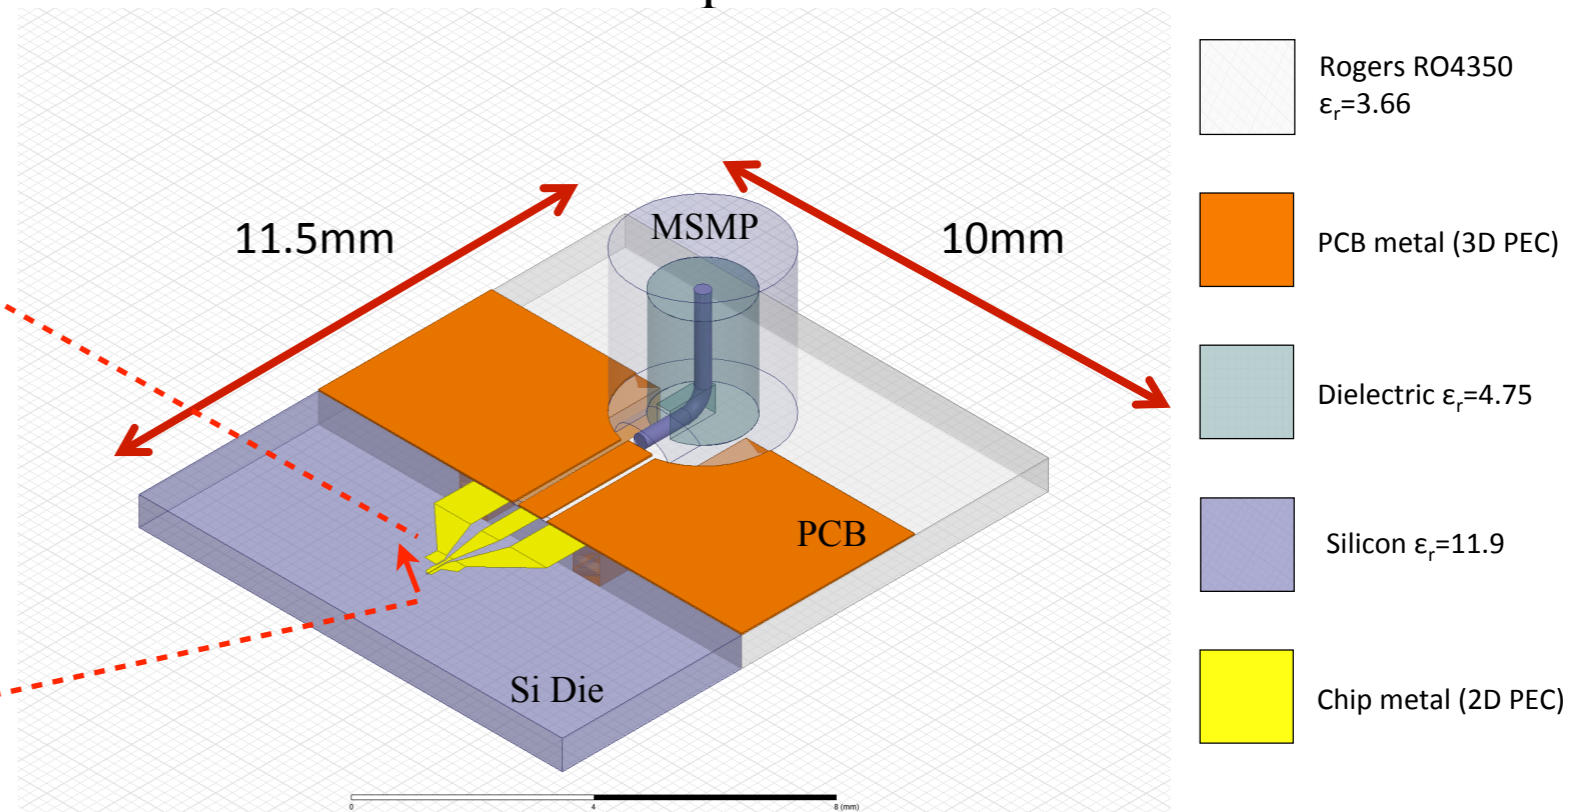 Rogers RO4350
εr=3.66
MSMP
11.5mm
10mm
PCB metal (3D PEC)
Dielectric εr=4.75
PCB
Silicon εr=11.9
Si Die
Chip metal (2D PEC)
0 4 8 (mm)